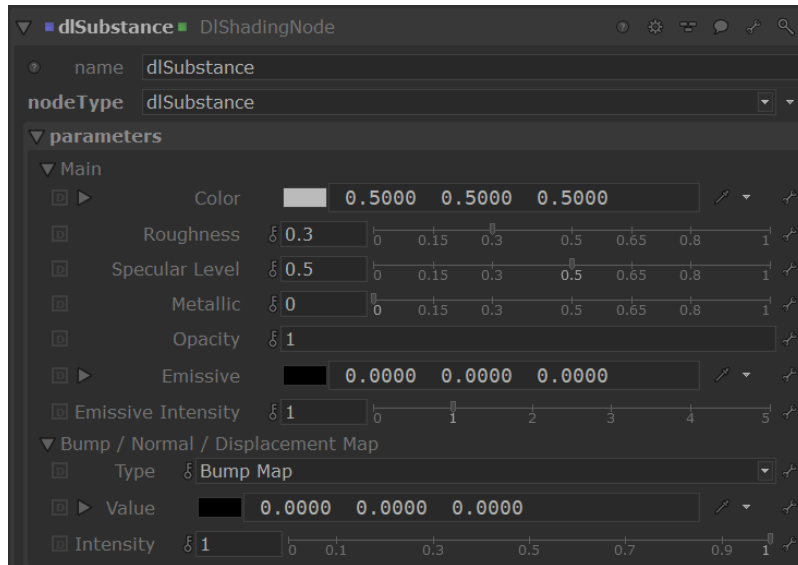 dlSubstance DlShadingNode
name dlSubstance
nodeType dlSubstance
parameters
Main
D Color 0.5000 0.5000 0.5000
D Roughness 0.3 0 0.15 0.3 0.5 0.65 0.8 1
D Specular Level 0.5 0 0.15 0.3 0.5 0.65 0.8 1
D Metallic 0 0 0.15 0.3 0.5 0.65 0.8 1
D Opacity 1
D Emissive 0.0000 0.0000 0.0000
D Emissive Intensity 1 0 1 2 3 4 5
Bump / Normal / Displacement Map
D Type Bump Map
D Value 0.0000 0.0000 0.0000
D Intensity 1 0 0.1 0.3 0.5 0.7 0.9 1